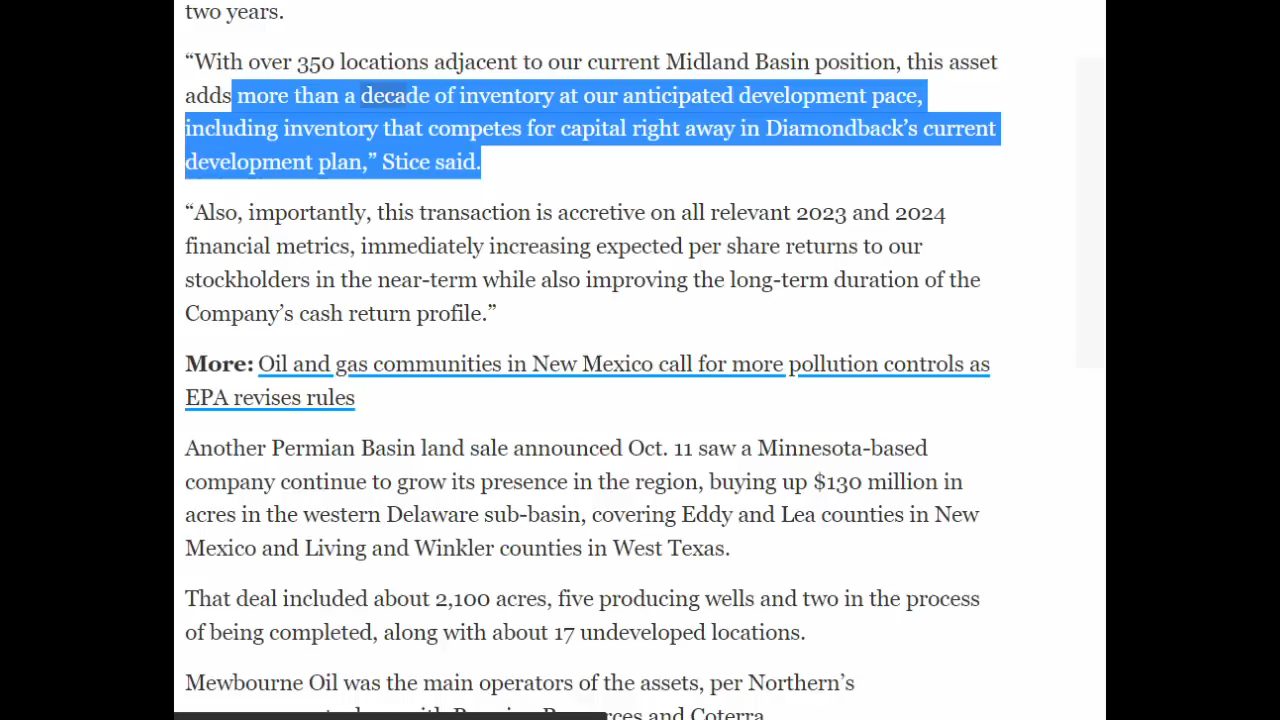 two years.
“With over 350 locations adjacent to our current Midland Basin position, this asset
adds more than a decade of inventory at our anticipated development pace,
including inventory that competes for capital right away in Diamondback’s current
development plan,” Stice said.
“Also, importantly, this transaction is accretive on all relevant 2023 and 2024
financial metrics, immediately increasing expected per share returns to our
stockholders in the near-term while also improving the long-term duration of the
Company’s cash return profile.”
More: Oil and gas communities in New Mexico call for more pollution controls as
EPA revises rules
Another Permian Basin land sale announced Oct. 11 saw a Minnesota-based
company continue to grow its presence in the region, buying up $130 million in
acres in the western Delaware sub-basin, covering Eddy and Lea counties in New
Mexico and Living and Winkler counties in West Texas.
That deal included about 2,100 acres, five producing wells and two in the process
of being completed, along with about 17 undeveloped locations.
Mewbourne Oil was the main operators of the assets, per Northern’s
and Coterra